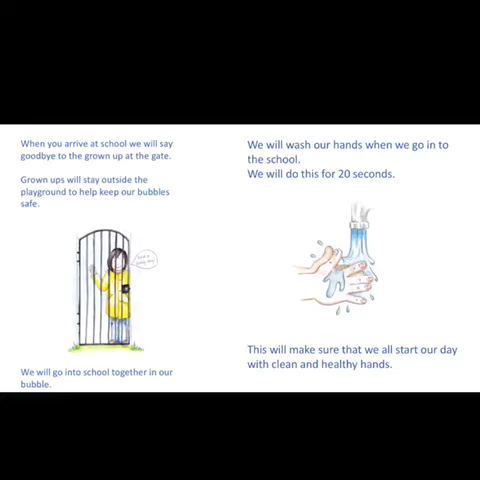 When you arrive at school we will say
goodbye to the grown up at the gate.
Grown ups will stay outside the
playground to help keep our bubbles
safe.
We will go into school together in our
bubble.
We will wash our hands when we go in to
the school.
We will do this for 20 seconds.
This will make sure that we all start our day
with clean and healthy hands.